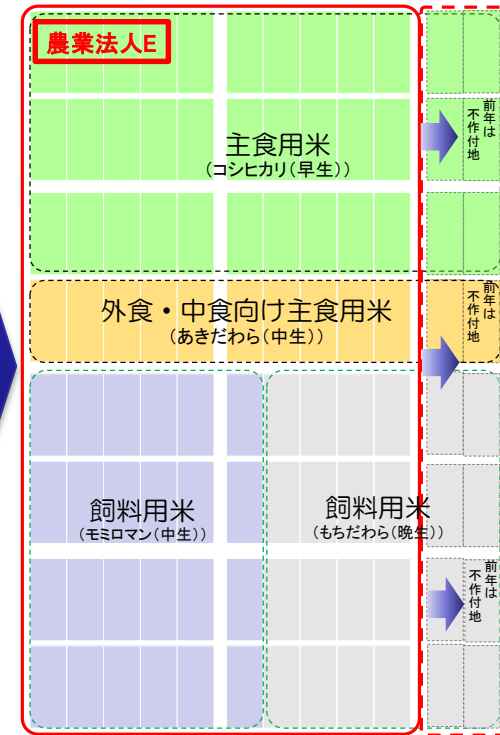 農業法人E
主食用米
(コシヒカリ(早生))
前年は
不作付地
外食・中食向け主食用米
(あきだわら(中生))
前年は
不作付地
飼料用米
(モミロマン(中生))
飼料用米
(もちだわら(晩生))
前年は
不作付地